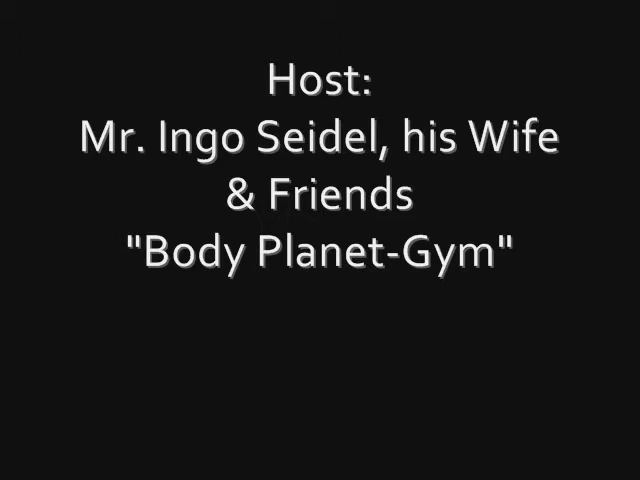 Host:
Mr. Ingo Seidel, his Wife
& Friends
"Body Planet-Gym"